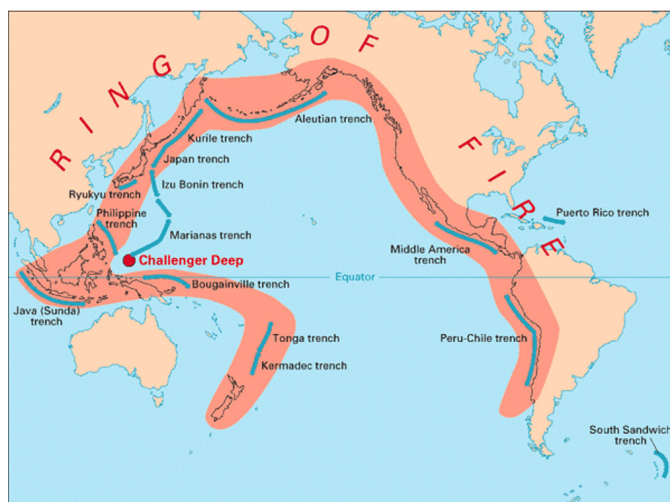 RING OF FIRE
Aleutian trench
Kurile trench
Japan trench
Izu Bonin trench
Ryukyu trench
Philippine
trench
Marianas trench
Challenger Deep
Puerto Rico trench
Middle America
trench
Equator
Bougainville trench
Java (Sunda)
trench
Tonga trench
Kermadec trench
Peru-Chile trench
South Sandwich
trench